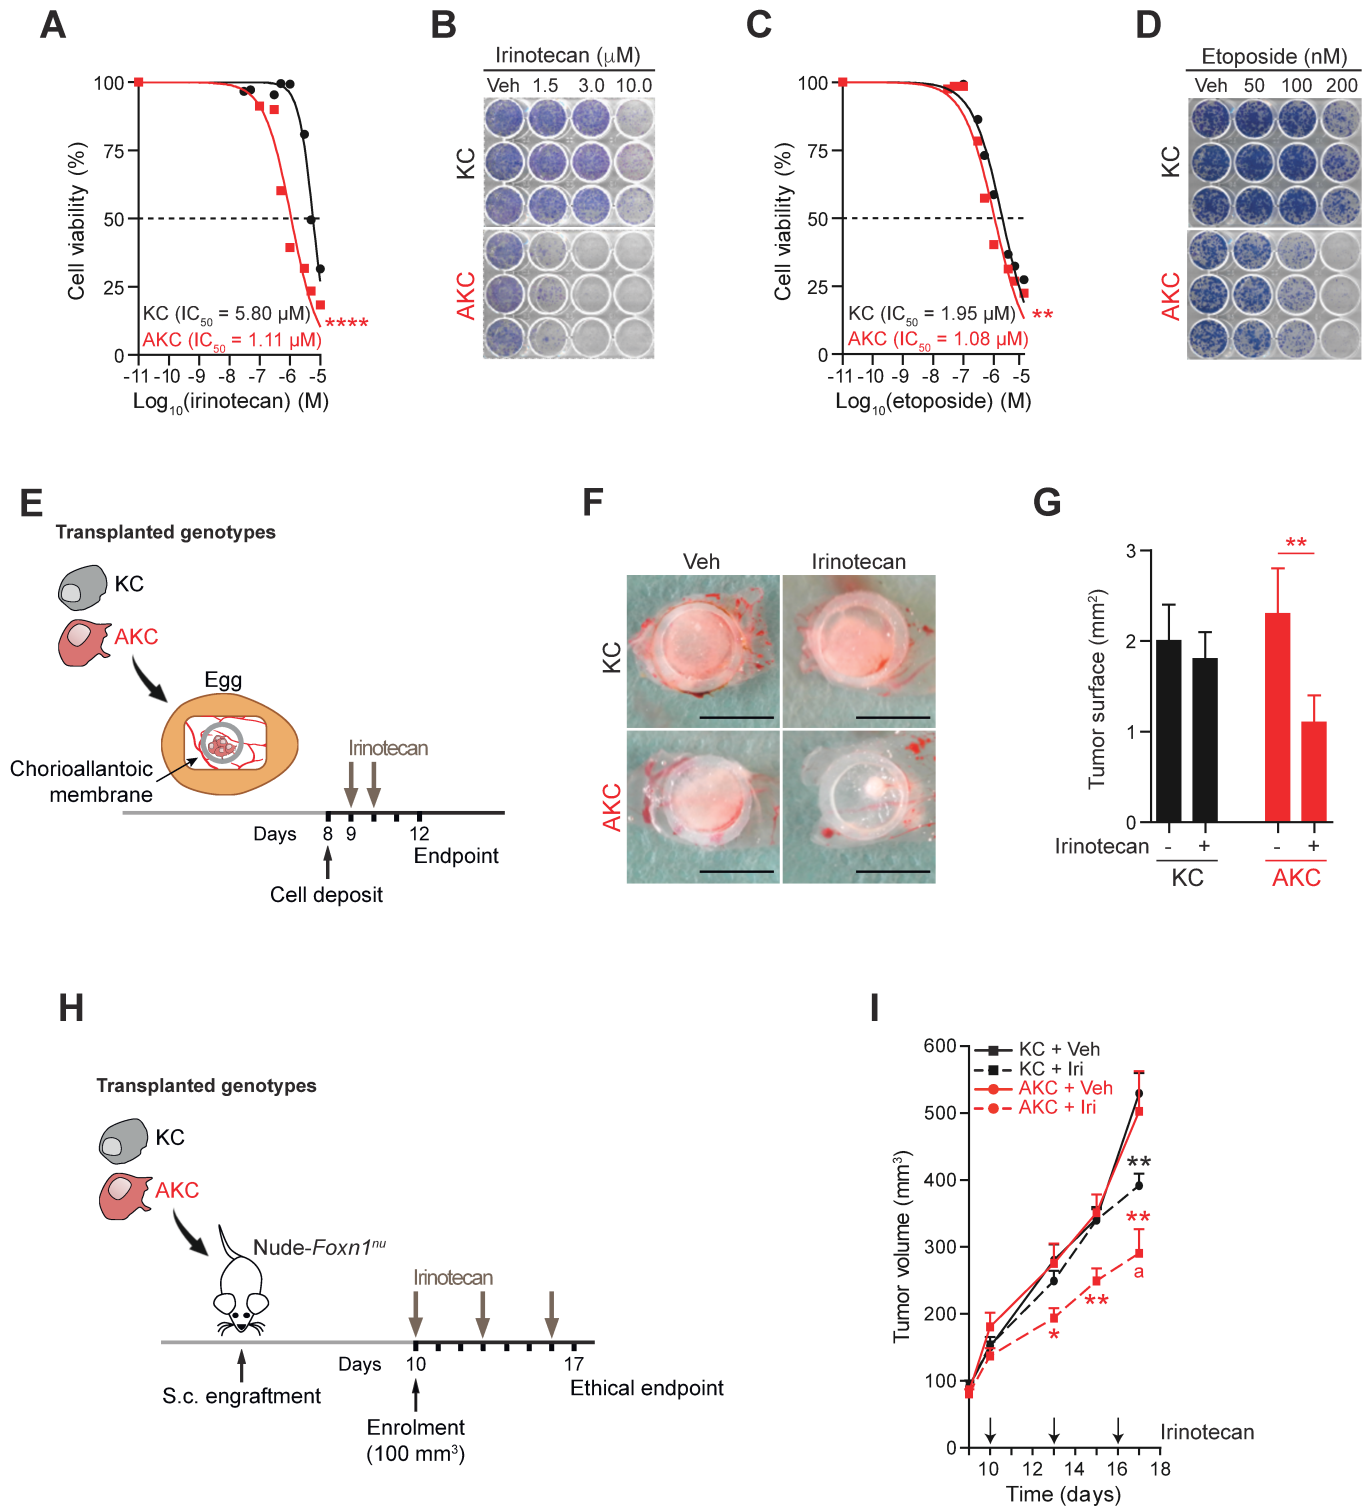 A
100
75
50
25
0
Cell viability (%)
KC (IC50 = 5.80 µM)
AKC (IC50 = 1.11 µM)
****
-11 -10 -9 -8 -7 -6 -5
Log10(irinotecan) (M)
B
Irinotecan (µM)
Veh 1.5 3.0 10.0
KC
AKC
C
100
75
50
25
0
Cell viability (%)
KC (IC50 = 1.95 µM)
AKC (IC50 = 1.08 µM)
**
-11 -10 -9 -8 -7 -6 -5
Log10(etoposide) (M)
D
Etoposide (nM)
Veh 50 100 200
KC
AKC
E
Transplanted genotypes
KC
AKC
Egg
Chorioallantoic
membrane
Irinotecan
Days 8 9 12
Endpoint
Cell deposit
F
Veh Irinotecan
KC
AKC
G
3
2
1
0
Tumor surface (mm²)
**
Irinotecan - + - +
KC AKC
H
Transplanted genotypes
KC
AKC
Nude-Foxn1nu
Irinotecan
Days 10 17
S.c. engraftment
Ethical endpoint
Enrolment
(100 mm³)
I
600
500
400
300
200
100
0
Tumor volume (mm³)
KC + Veh
KC + Iri
AKC + Veh
AKC + Iri
**
**
a
**
*
Irinotecan
10 12 14 16 18
Time (days)